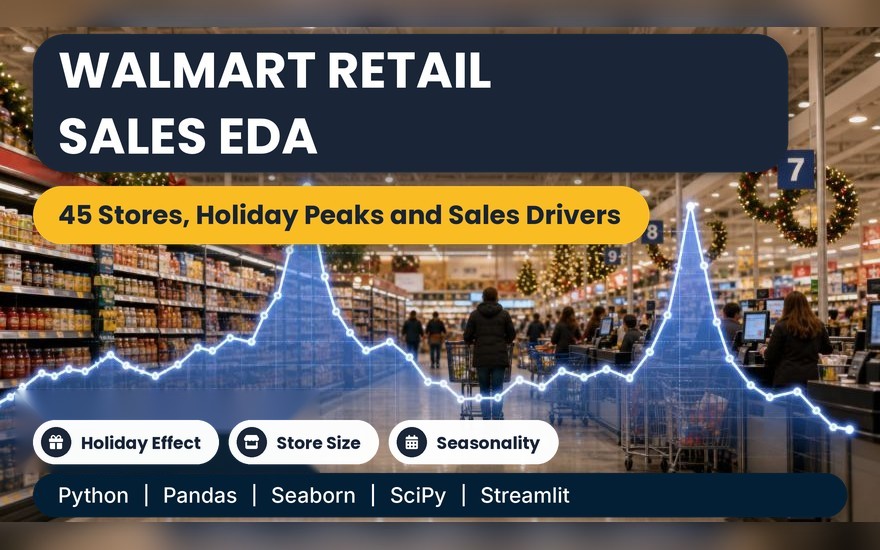 WALMART RETAIL
SALES EDA
7
45 Stores, Holiday Peaks and Sales Drivers
8
9
Holiday Effect
Store Size
Seasonality
Python | Pandas | Seaborn | SciPy | Streamlit